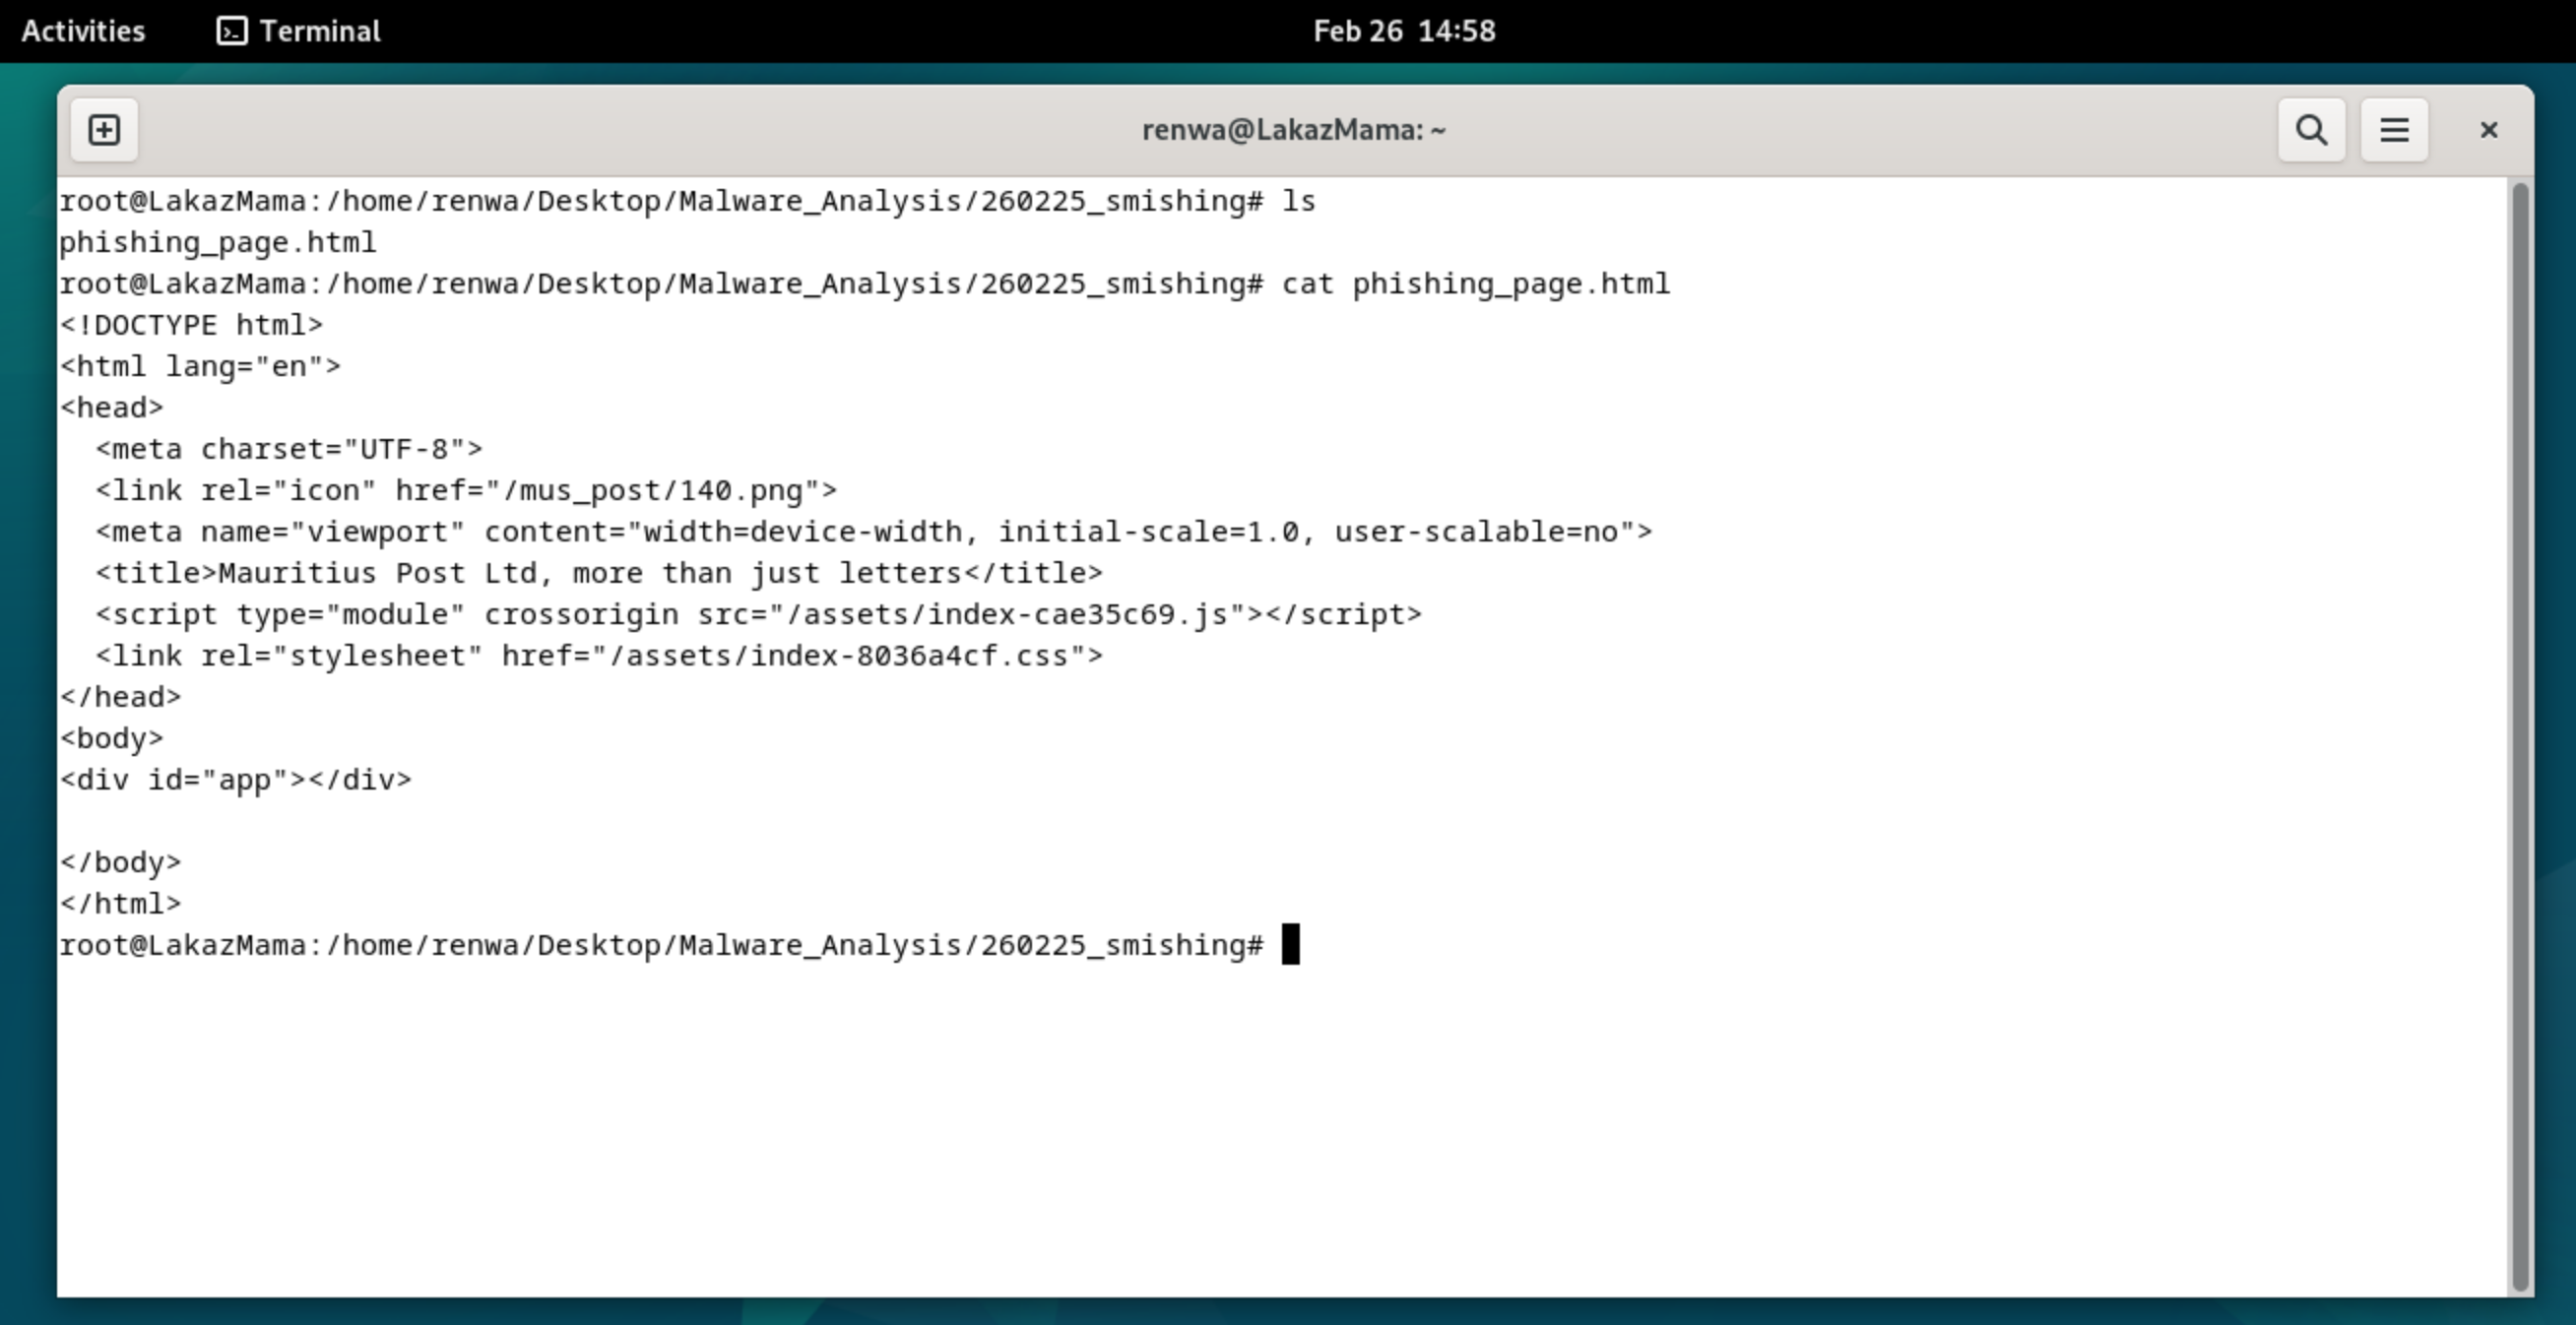 Activities Terminal Feb 26 14:58
renwa@LakazMama: ~
root@LakazMama:/home/renwa/Desktop/Malware_Analysis/260225_smishing# ls
phishing_page.html
root@LakazMama:/home/renwa/Desktop/Malware_Analysis/260225_smishing# cat phishing_page.html
<!DOCTYPE html>
<html lang="en">
<head>
  <meta charset="UTF-8">
  <link rel="icon" href="/mus_post/140.png">
  <meta name="viewport" content="width=device-width, initial-scale=1.0, user-scalable=no">
  <title>Mauritius Post Ltd, more than just letters</title>
  <script type="module" crossorigin src="/assets/index-cae35c69.js"></script>
  <link rel="stylesheet" href="/assets/index-8036a4cf.css">
</head>
<body>
<div id="app"></div>

</body>
</html>
root@LakazMama:/home/renwa/Desktop/Malware_Analysis/260225_smishing#